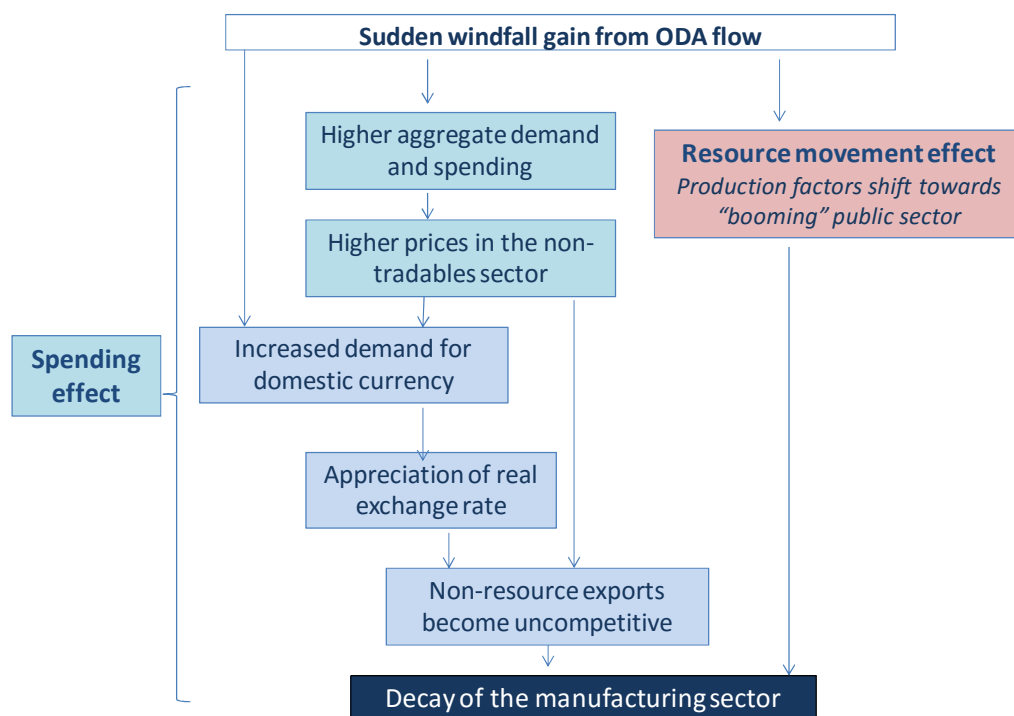 Sudden windfall gain from ODA flow
Higher aggregate demand
and spending
Resource movement effect
Production factors shift towards
“booming” public sector
Higher prices in the non-
tradables sector
Spending
effect
Increased demand for
domestic currency
Appreciation of real
exchange rate
Non-resource exports
become uncompetitive
Decay of the manufacturing sector